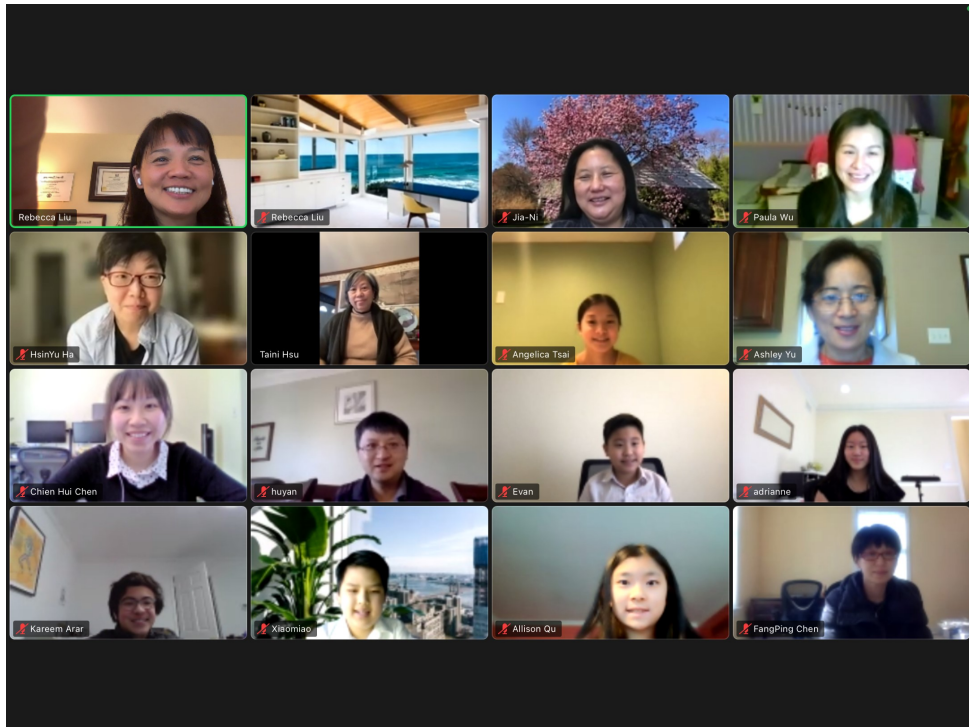 Rebecca Liu
Rebecca Liu
Jia-Ni
Paula Wu
HsinYu Ha
Taini Hsu
Angelica Tsai
Ashley Yu
Chien Hui Chen
huyan
Evan
adrianne
Kareem Arar
Xiaomiao
Allison Qu
FangPing Chen